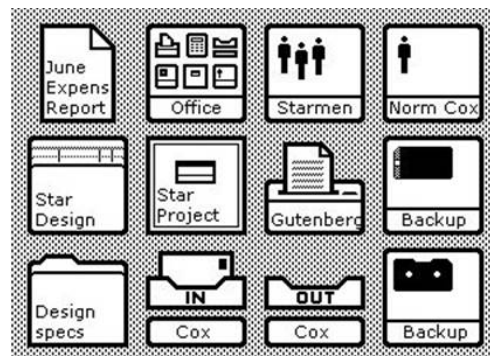 June
Expens
Report
Office
Starmen
Norm Cox
Star
Design
Star
Project
Gutenberg
Backup
Design
specs
IN
Cox
OUT
Cox
Backup